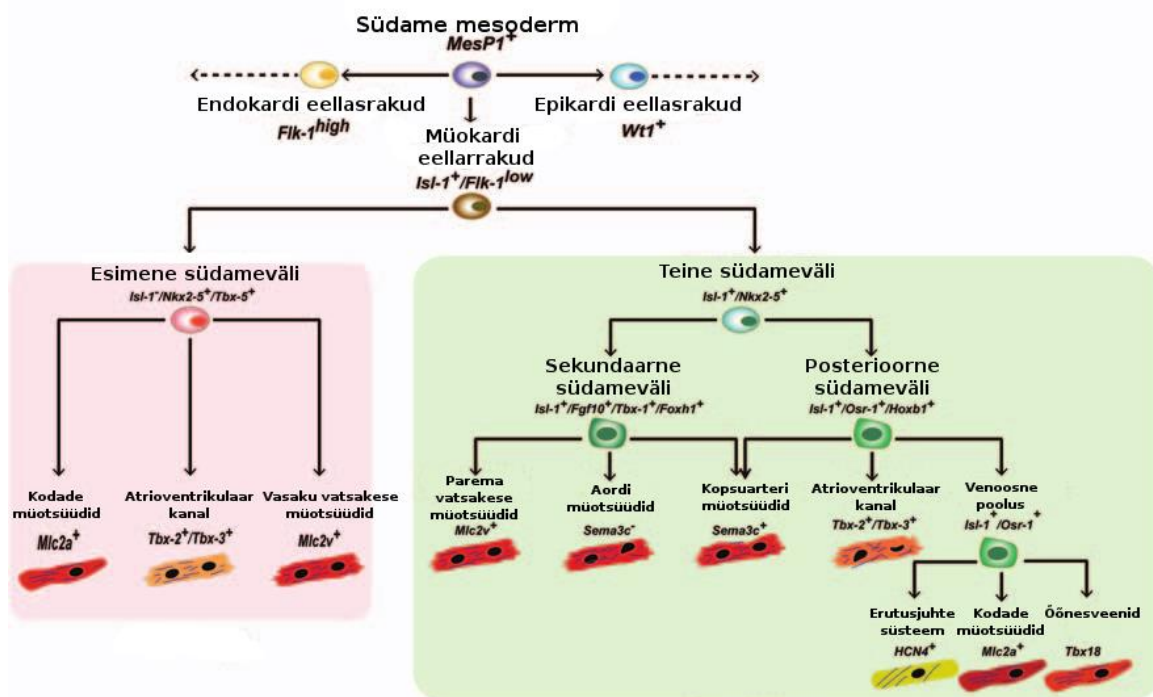 Südame mesoderm
MesP1⁺
Endokardi eellasrakud
Flk-1ʰⁱᵍʰ
Epikardi eellasrakud
Wt1⁺
Müokardi
eellarrakud
Isl-1⁺/Flk-1ˡᵒʷ
Esimene südameväli
Isl-1⁻/Nkx2-5⁺/Tbx-5⁺
Teine südameväli
Isl-1⁺/Nkx2-5⁺
Sekundaarne
südameväli
Isl-1⁺/Fgf10⁺/Tbx-1⁺/Foxh1⁺
Posterioorne
südameväli
Isl-1⁺/Osr-1⁺/Hoxb1⁺
Kodade
müotsüüdid
Mlc2a⁺
Atrioventrikulaar
kanal
Tbx-2⁺/Tbx-3⁺
Vasaku vatsakese
müotsüüdid
Mlc2v⁺
Parema
vatsakese
müotsüüdid
Mlc2v⁺
Aordi
müotsüüdid
Sema3c⁻
Kopsuarteri
müotsüüdid
Sema3c⁺
Atrioventrikulaar
kanal
Tbx-2⁺/Tbx-3⁺
Venoosne
poolus
Isl-1⁺/Osr-1⁺
Erutusjuhte
süsteem
HCN4⁺
Kodade
müotsüüdid
Mlc2a⁺
Õõnesveenid
Tbx18